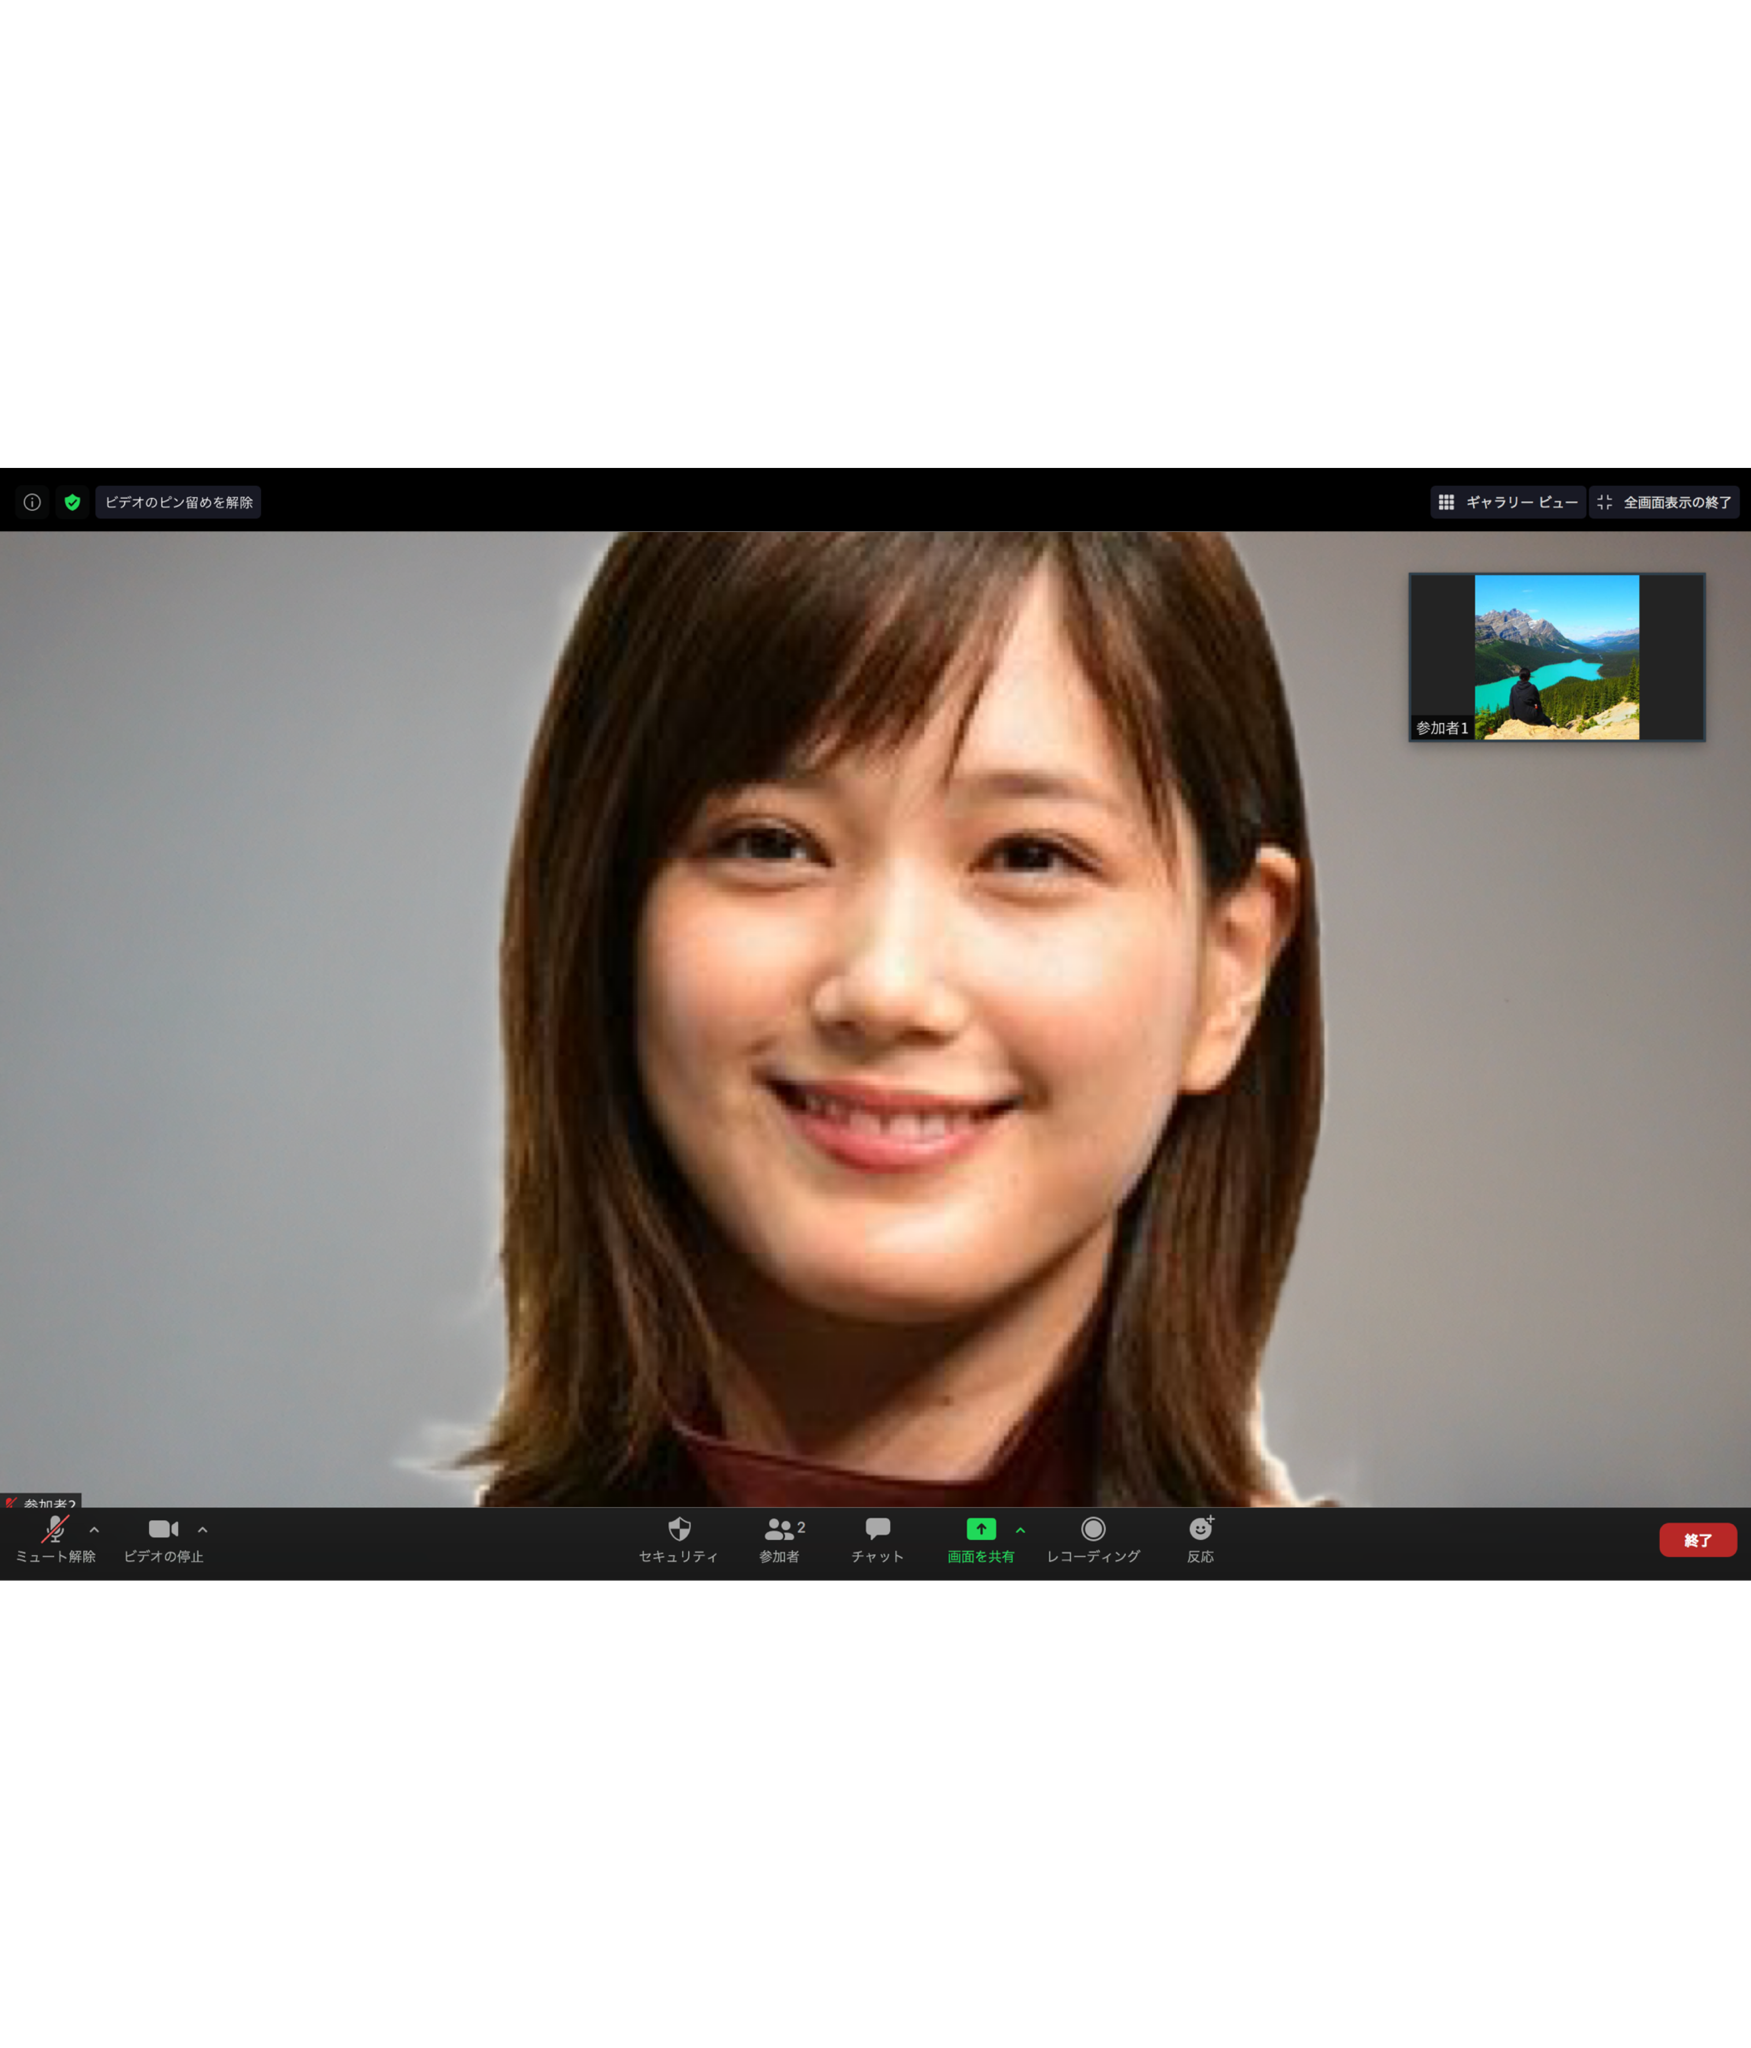 ビデオのピン留めを解除
ギャラリー ビュー
全画面表示の終了
参加者1
参加者2
ミュート解除
ビデオの停止
セキュリティ
参加者
2
チャット
画面を共有
レコーディング
反応
終了